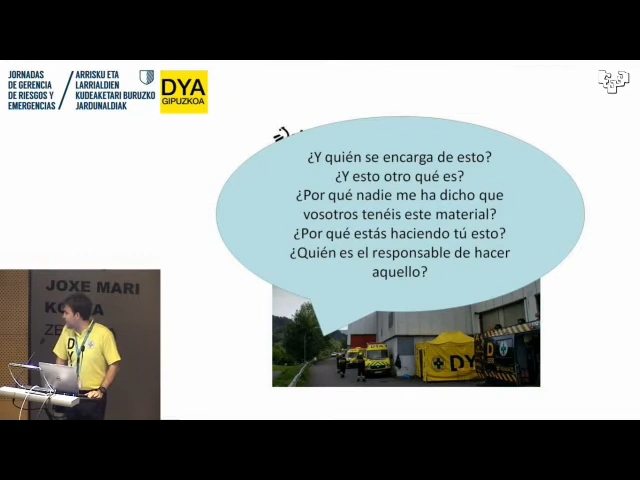 JORNADAS
DE GERENCIA
DE RIESGOS Y
EMERGENCIAS
ARRISKU ETA
LARRIALDIEN
KUDEAKETARI BURUZKO
JARDUNALDIAK
DYA
GIPUZKOA
¿Y quién se encarga de esto?
¿Y esto otro qué es?
¿Por qué nadie me ha dicho que
vosotros tenéis este material?
¿Por qué estás haciendo tú esto?
¿Quién es el responsable de hacer
aquello?
JOXE MARI
DYA